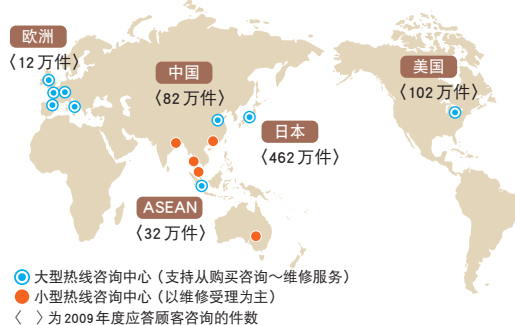 欧洲
〈12万件〉
中国
〈82万件〉
美国
〈102万件〉
日本
〈462万件〉
ASEAN
〈32万件〉
大型热线咨询中心（支持从购买咨询～维修服务）
小型热线咨询中心（以维修受理为主）
〈　〉为2009年度应答顾客咨询的件数